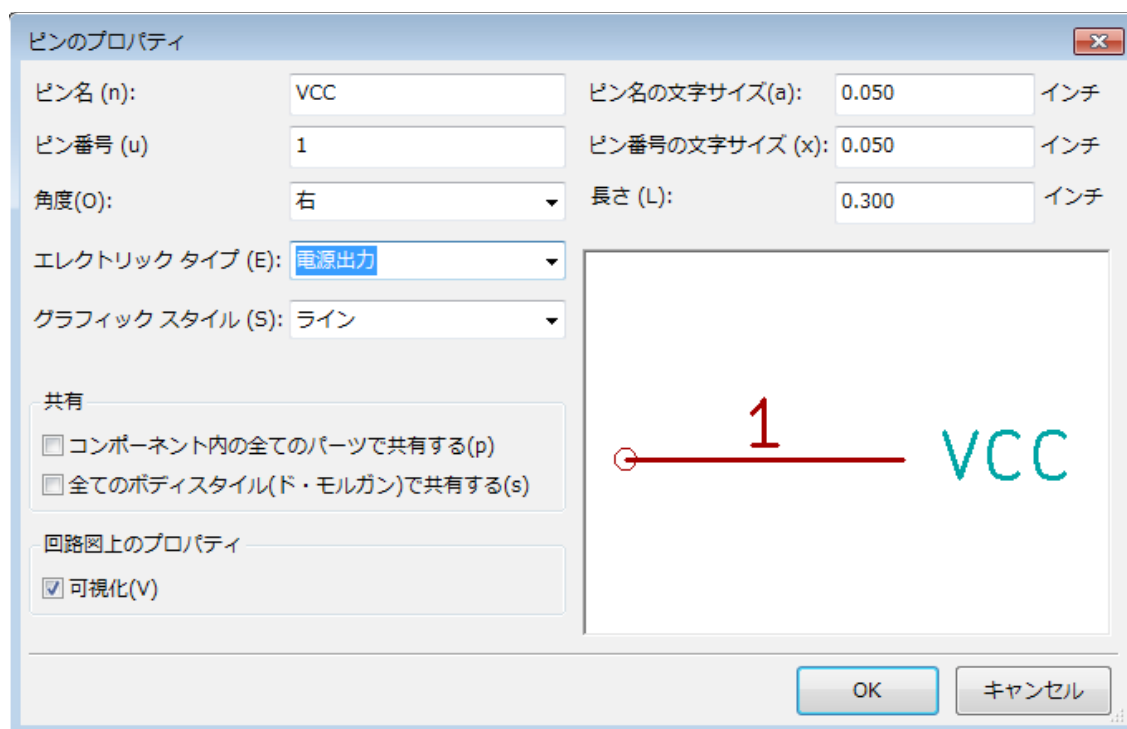 ピンのプロパティ
ピン名 (n): VCC
ピン名の文字サイズ(a): 0.050 インチ
ピン番号 (u) 1
ピン番号の文字サイズ (x): 0.050 インチ
角度(O): 右
長さ (L): 0.300 インチ
エレクトリック タイプ (E): 電源出力
グラフィック スタイル (S): ライン
共有
コンポーネント内の全てのパーツで共有する(p)
全てのボディスタイル(ド・モルガン)で共有する(s)
回路図上のプロパティ
可視化(V)
1
VCC
OK
キャンセル